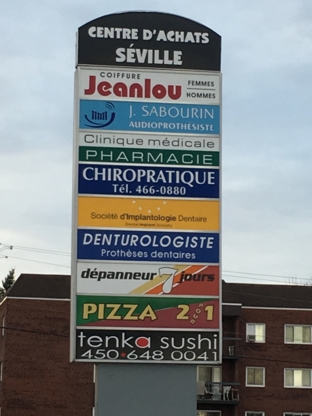 CENTRE D'ACHATS
SÉVILLE
COIFFURE
Jeanlou
FEMMES
HOMMES
J. SABOURIN
AUDIOPROTHÉSISTE
Clinique médicale
PHARMACIE
CHIROPRATIQUE
Tél. 466-0880
Société d'Implantologie Dentaire
DENTUROLOGISTE
Prothèses dentaires
dépanneur 7 jours
PIZZA 2 1
tenka sushi
450•648 0041